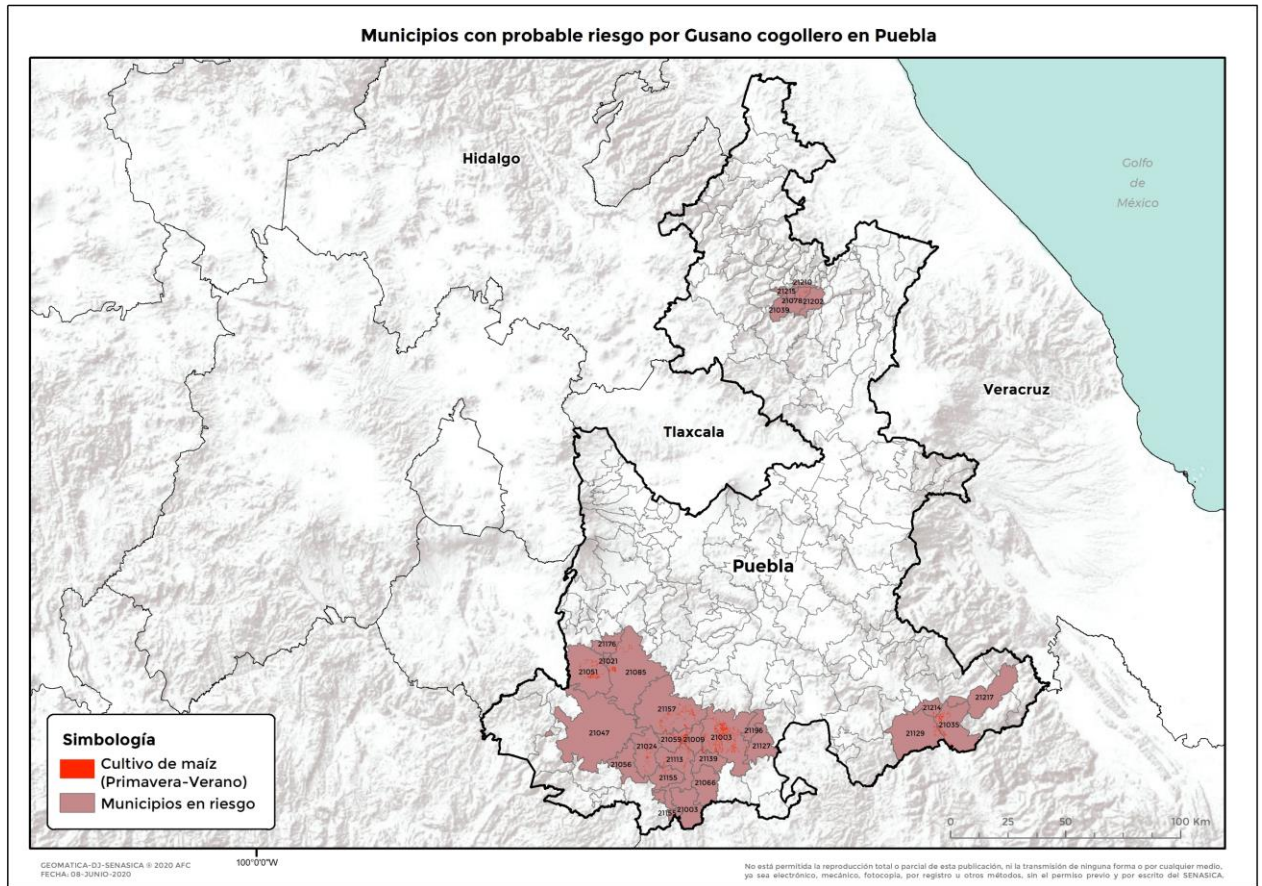 Municipios con probable riesgo por Gusano cogollero en Puebla
Hidalgo
Golfo
de
México
21210
21215
21078
21202
21039
Veracruz
Tlaxcala
Puebla
21176
21021
21051
21085
21217
21157
21214
21047
21196
21003
21035
21059
21009
21024
21129
21127
21113
21139
21056
21155
21066
21003
21155
Simbología
Cultivo de maíz
(Primavera-Verano)
Municipios en riesgo
0
50
100 Km
100°0'0"W
GEOMATICA-DJ-SENASICA © 2020 AFC
FECHA: 08-JUNIO-2020
No está permitida la reproducción total o parcial de esta publicación, ni la transmisión de ninguna forma o por cualquier medio,
ya sea electrónico, mecánico, fotocopia, por registro u otros métodos, sin el permiso previo y por escrito del SENASICA.